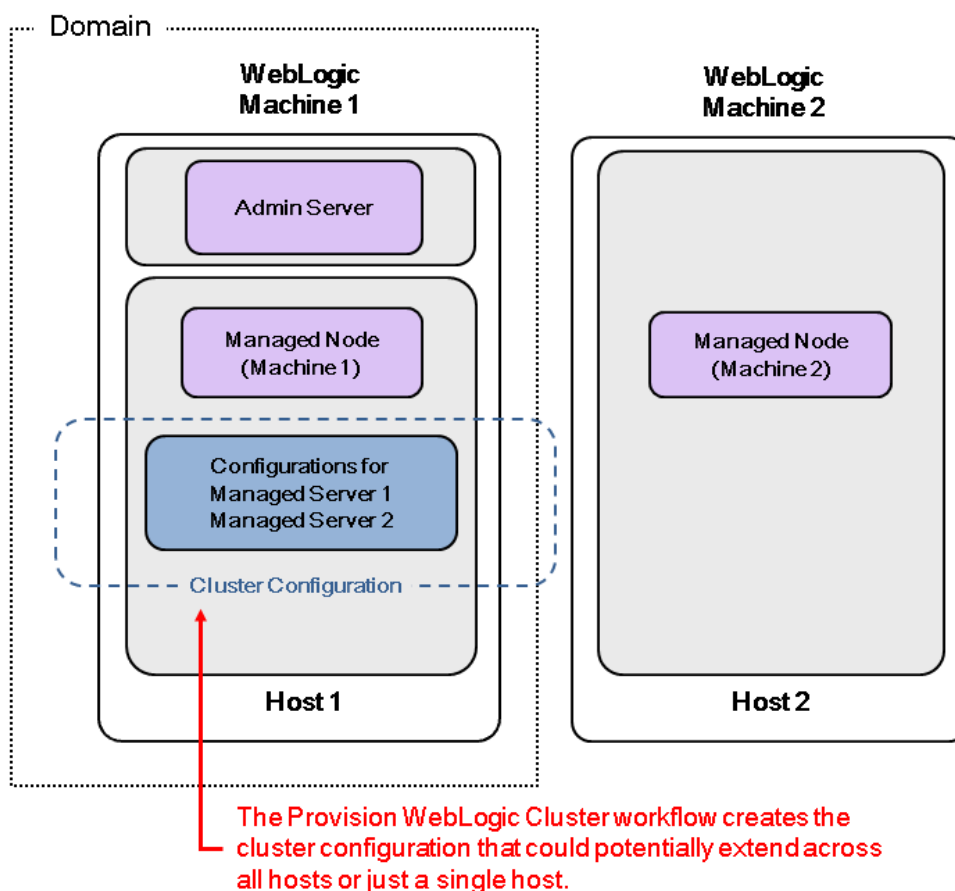 Domain
WebLogic
Machine 1
WebLogic
Machine 2
Admin Server
Managed Node
(Machine 1)
Managed Node
(Machine 2)
Configurations for
Managed Server 1
Managed Server 2
Cluster Configuration
Host 1
Host 2
The Provision WebLogic Cluster workflow creates the
cluster configuration that could potentially extend across
all hosts or just a single host.